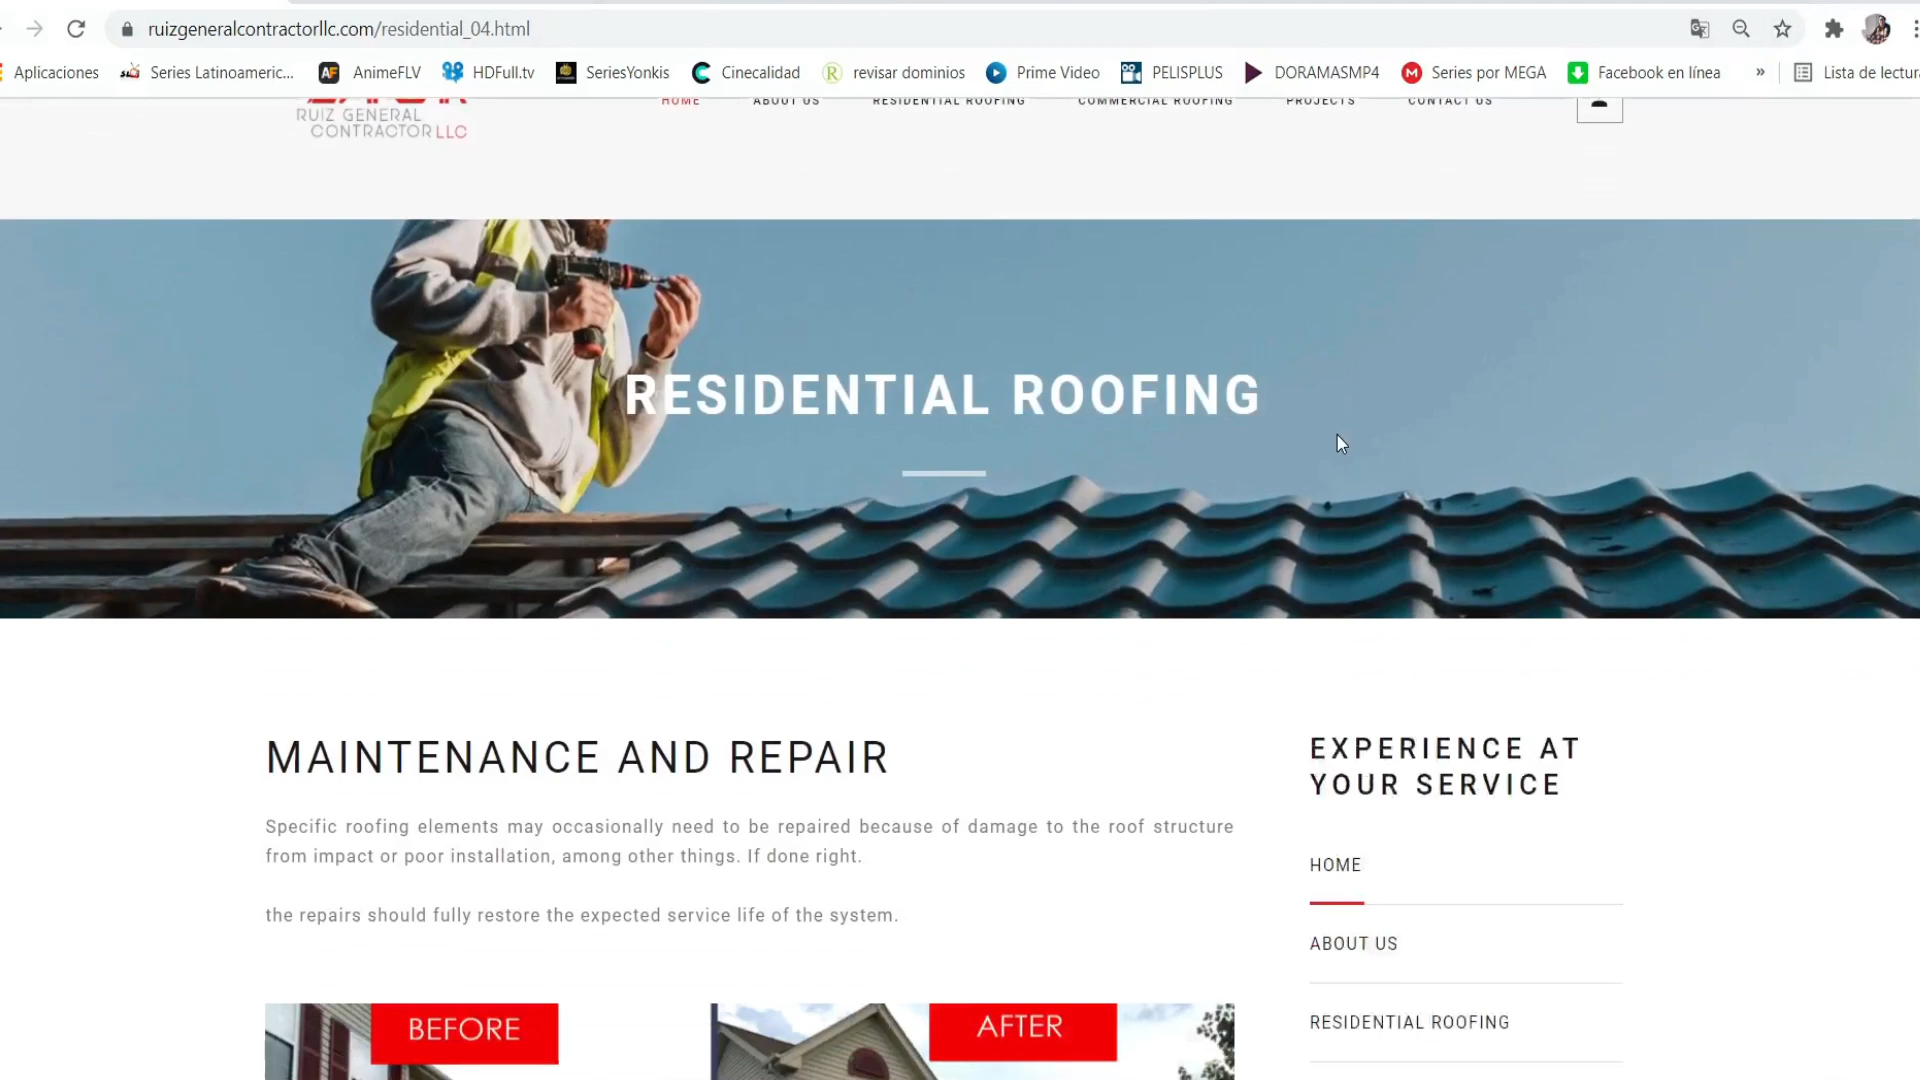 ruizgeneralcontractorllc.com/residential_04.html
Aplicaciones Series Latinoameric... AnimeFLV HDFull.tv SeriesYonkis Cinecalidad revisar dominios Prime Video PELISPLUS DORAMASMP4 Series por MEGA Facebook en línea » Lista de lectura
RUIZ GENERAL
CONTRACTOR LLC
HOME ABOUT US RESIDENTIAL ROOFING COMMERCIAL ROOFING PROJECTS CONTACT US
RESIDENTIAL ROOFING
MAINTENANCE AND REPAIR
Specific roofing elements may occasionally need to be repaired because of damage to the roof structure
from impact or poor installation, among other things. If done right.
the repairs should fully restore the expected service life of the system.
BEFORE
AFTER
EXPERIENCE AT
YOUR SERVICE
HOME
ABOUT US
RESIDENTIAL ROOFING